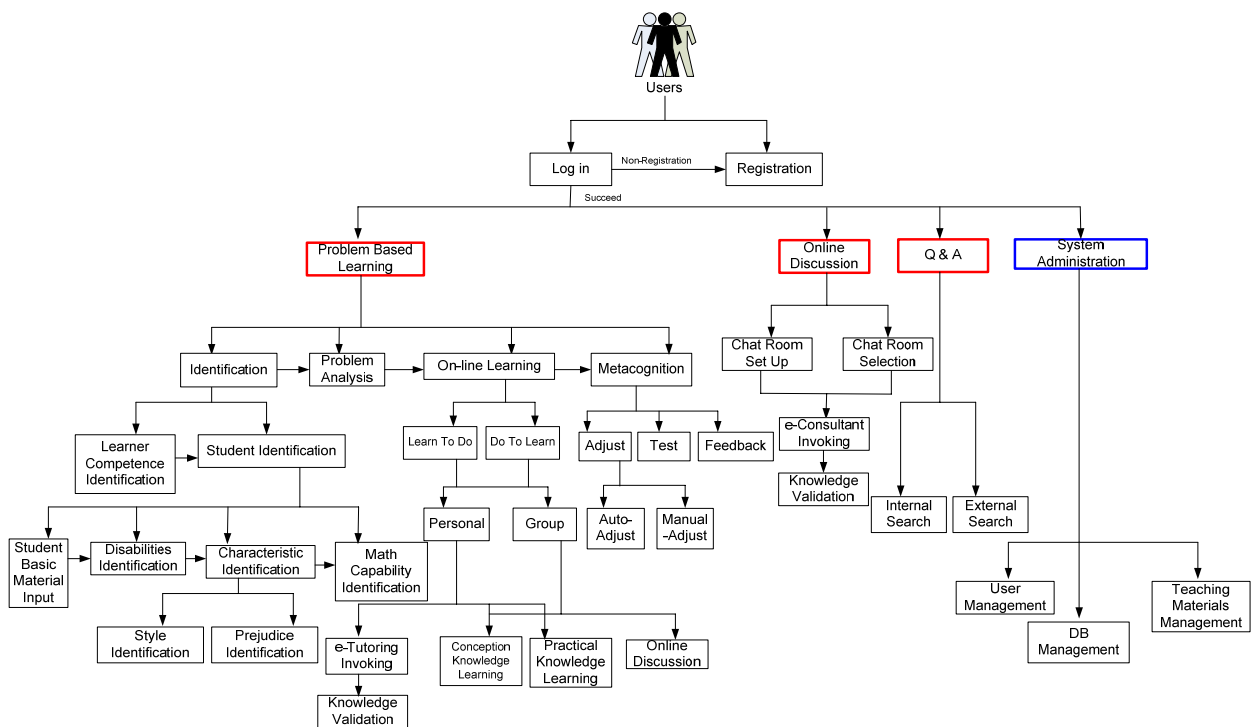 Users
Log in
Non-Registration
Registration
Succeed
Problem Based
Learning
Online
Discussion
Q & A
System
Administration
Identification
Problem
Analysis
On-line Learning
Metacognition
Chat Room
Set Up
Chat Room
Selection
Learner
Competence
Identification
Student Identification
Learn To Do
Do To Learn
Adjust
Test
Feedback
e-Consultant
Invoking
Knowledge
Validation
Internal
Search
External
Search
Student
Basic
Material
Input
Disabilities
Identification
Characteristic
Identification
Math
Capability
Identification
Personal
Group
Auto-
Adjust
Manual
-Adjust
User
Management
Teaching
Materials
Management
DB
Management
Style
Identification
Prejudice
Identification
e-Tutoring
Invoking
Conception
Knowledge
Learning
Practical
Knowledge
Learning
Online
Discussion
Knowledge
Validation